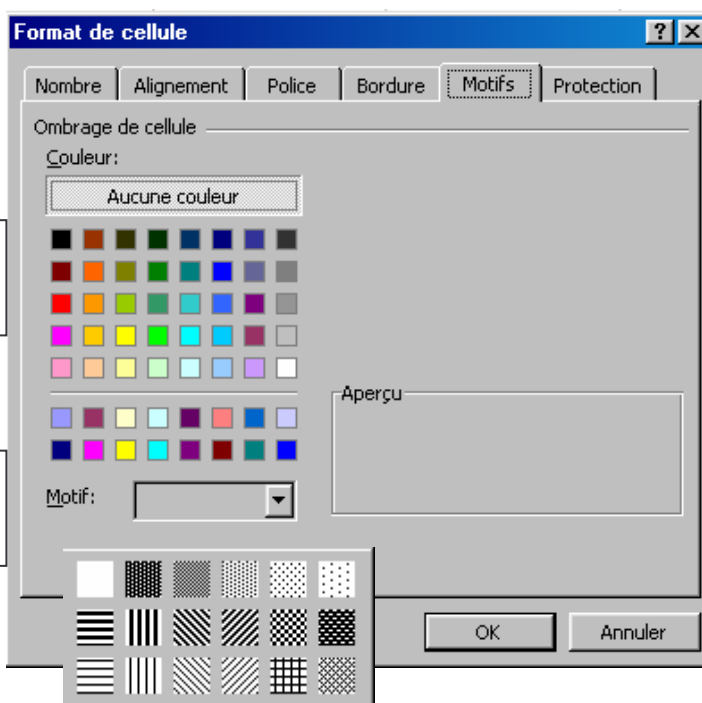 Format de cellule
Nombre Alignement Police Bordure Motifs Protection
Ombrage de cellule
Couleur:
Aucune couleur
Aperçu
Motif:
OK Annuler